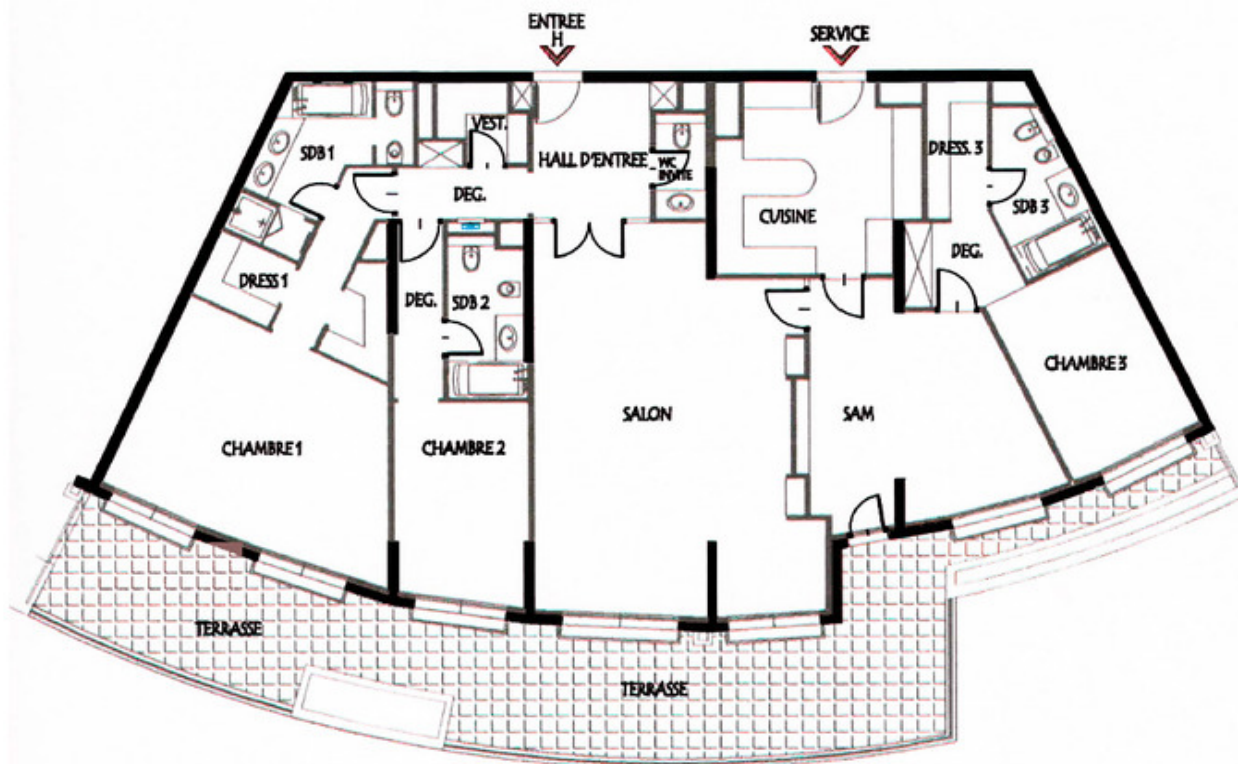 ENTREE
H
SERVICE
SDB 1
VEST.
HALL D'ENTREE
WC
INVITE
DRESS. 3
DEG.
CUISINE
SDB 3
DRESS 1
DEG.
SDB 2
DEG.
CHAMBRE 3
CHAMBRE 1
CHAMBRE 2
SALON
SAM
TERRASSE
TERRASSE